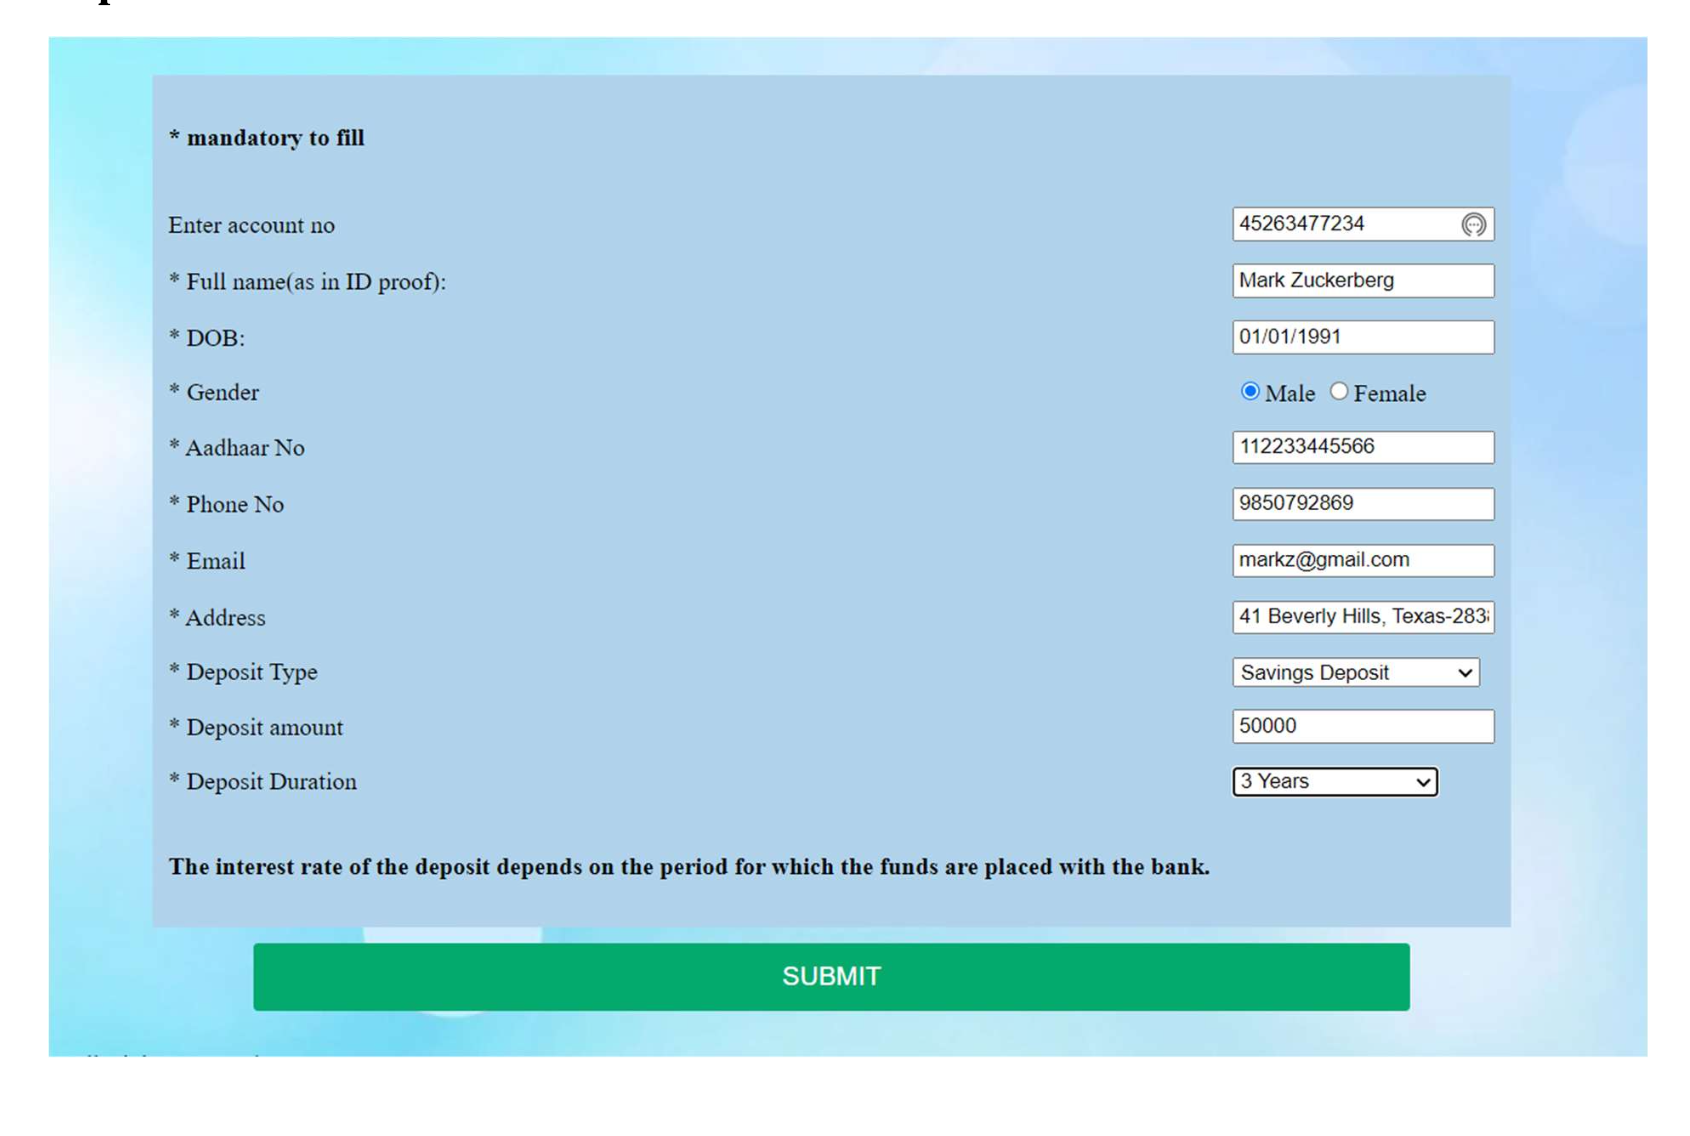 * mandatory to fill
Enter account no 45263477234
* Full name(as in ID proof): Mark Zuckerberg
* DOB: 01/01/1991
* Gender Male Female
* Aadhaar No 112233445566
* Phone No 9850792869
* Email markz@gmail.com
* Address 41 Beverly Hills, Texas-283
* Deposit Type Savings Deposit
* Deposit amount 50000
* Deposit Duration 3 Years
The interest rate of the deposit depends on the period for which the funds are placed with the bank.
SUBMIT